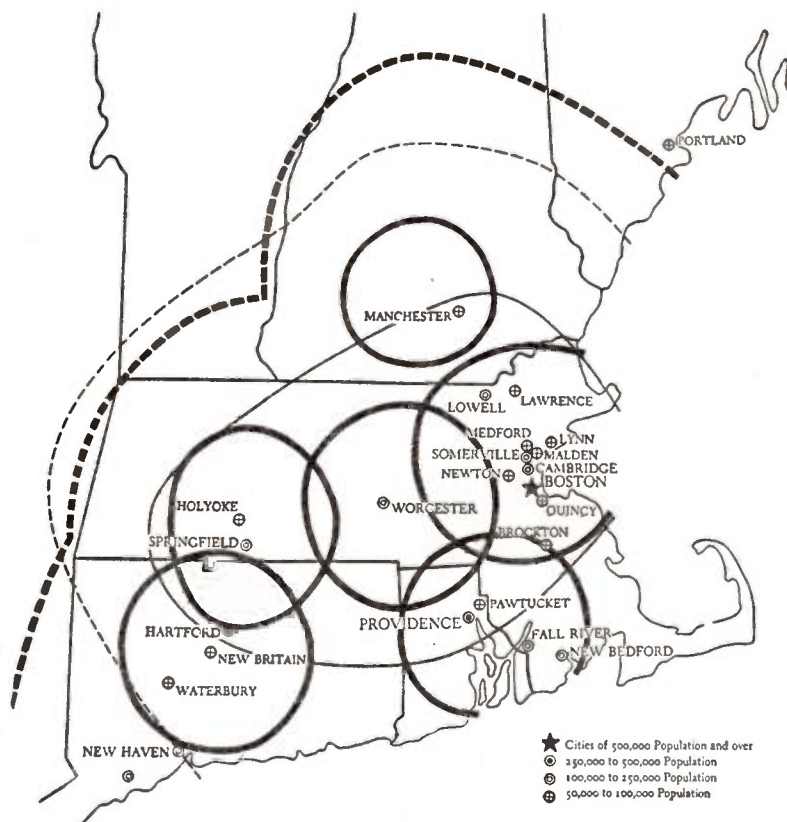 PORTLAND
MANCHESTER
LOWELL
LAWRENCE
MEDFORD
LYNN
SOMERVILLE
MALDEN
CAMBRIDGE
NEWTON
BOSTON
HOLYOKE
WORCESTER
QUINCY
SPRINGFIELD
BROCKTON
PAWTUCKET
PROVIDENCE
HARTFORD
FALL RIVER
NEW BRITAIN
NEW BEDFORD
WATERBURY
NEW HAVEN
Cities of 500,000 Population and over
250,000 to 500,000 Population
100,000 to 250,000 Population
50,000 to 100,000 Population